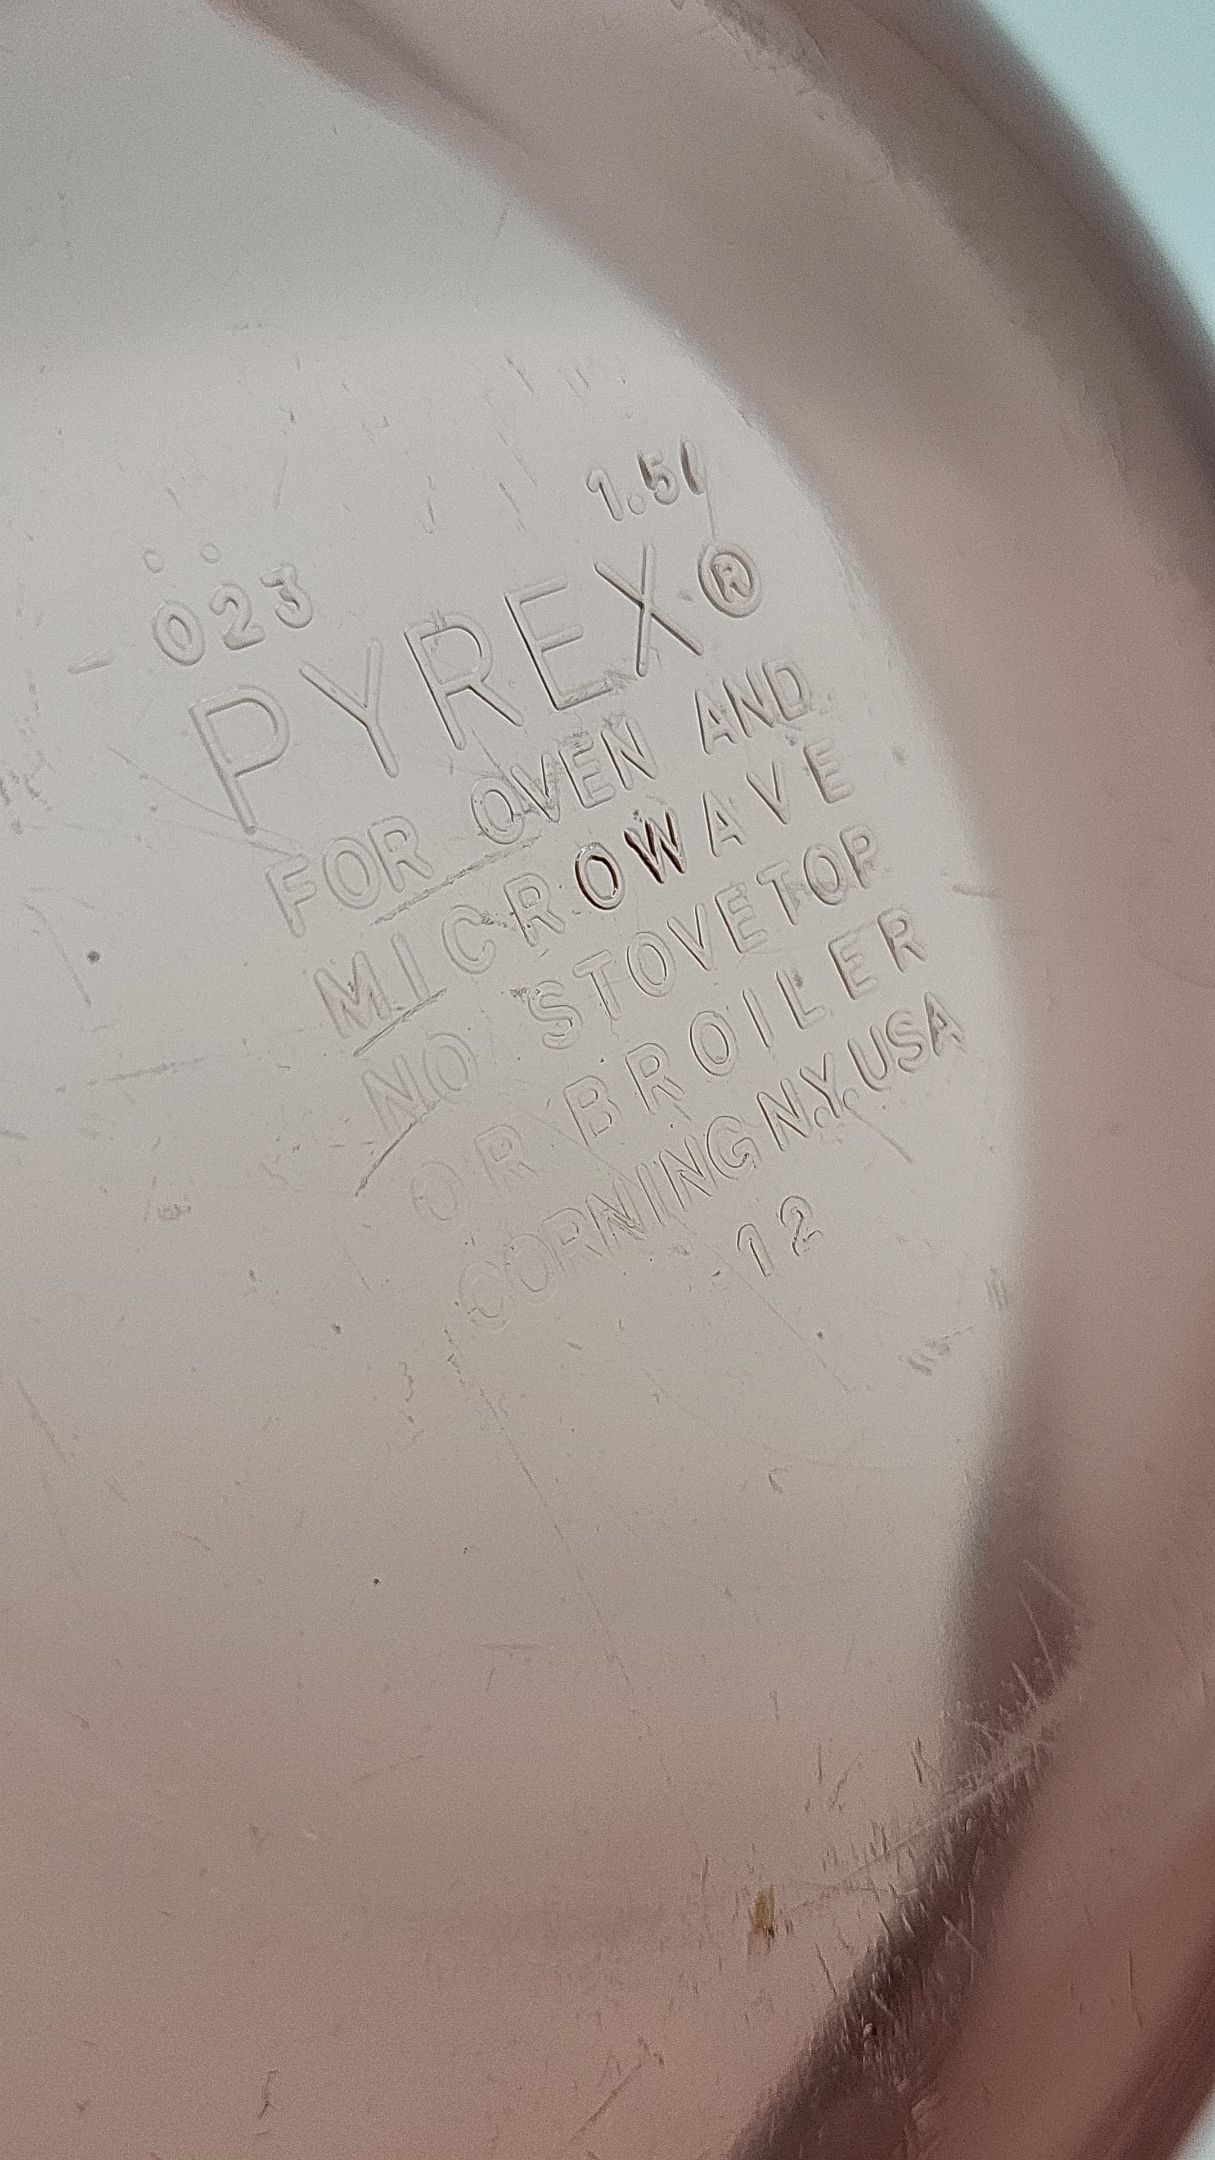 1.5l
023
PYREX®
FOR OVEN AND
MICROWAVE
NO STOVETOP
OR BROILER
CORNING N.Y. USA
12